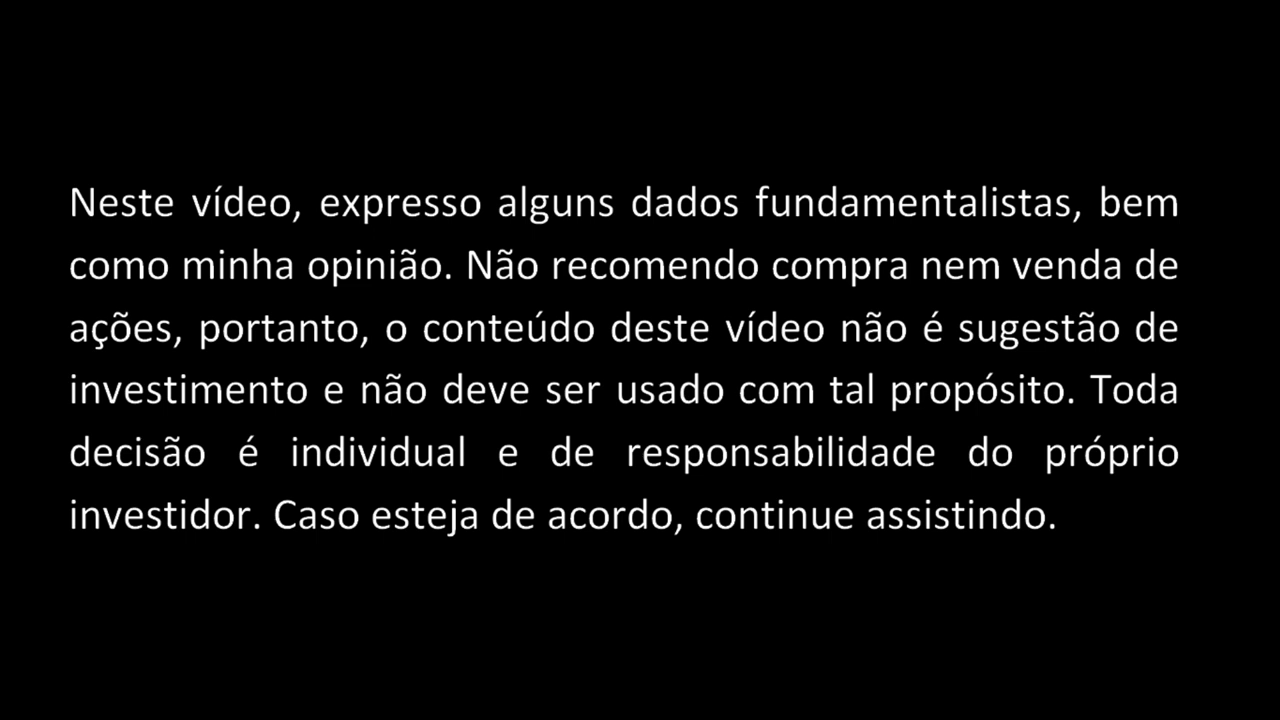 Neste vídeo, expresso alguns dados fundamentalistas, bem
como minha opinião. Não recomendo compra nem venda de
ações, portanto, o conteúdo deste vídeo não é sugestão de
investimento e não deve ser usado com tal propósito. Toda
decisão é individual e de responsabilidade do próprio
investidor. Caso esteja de acordo, continue assistindo.